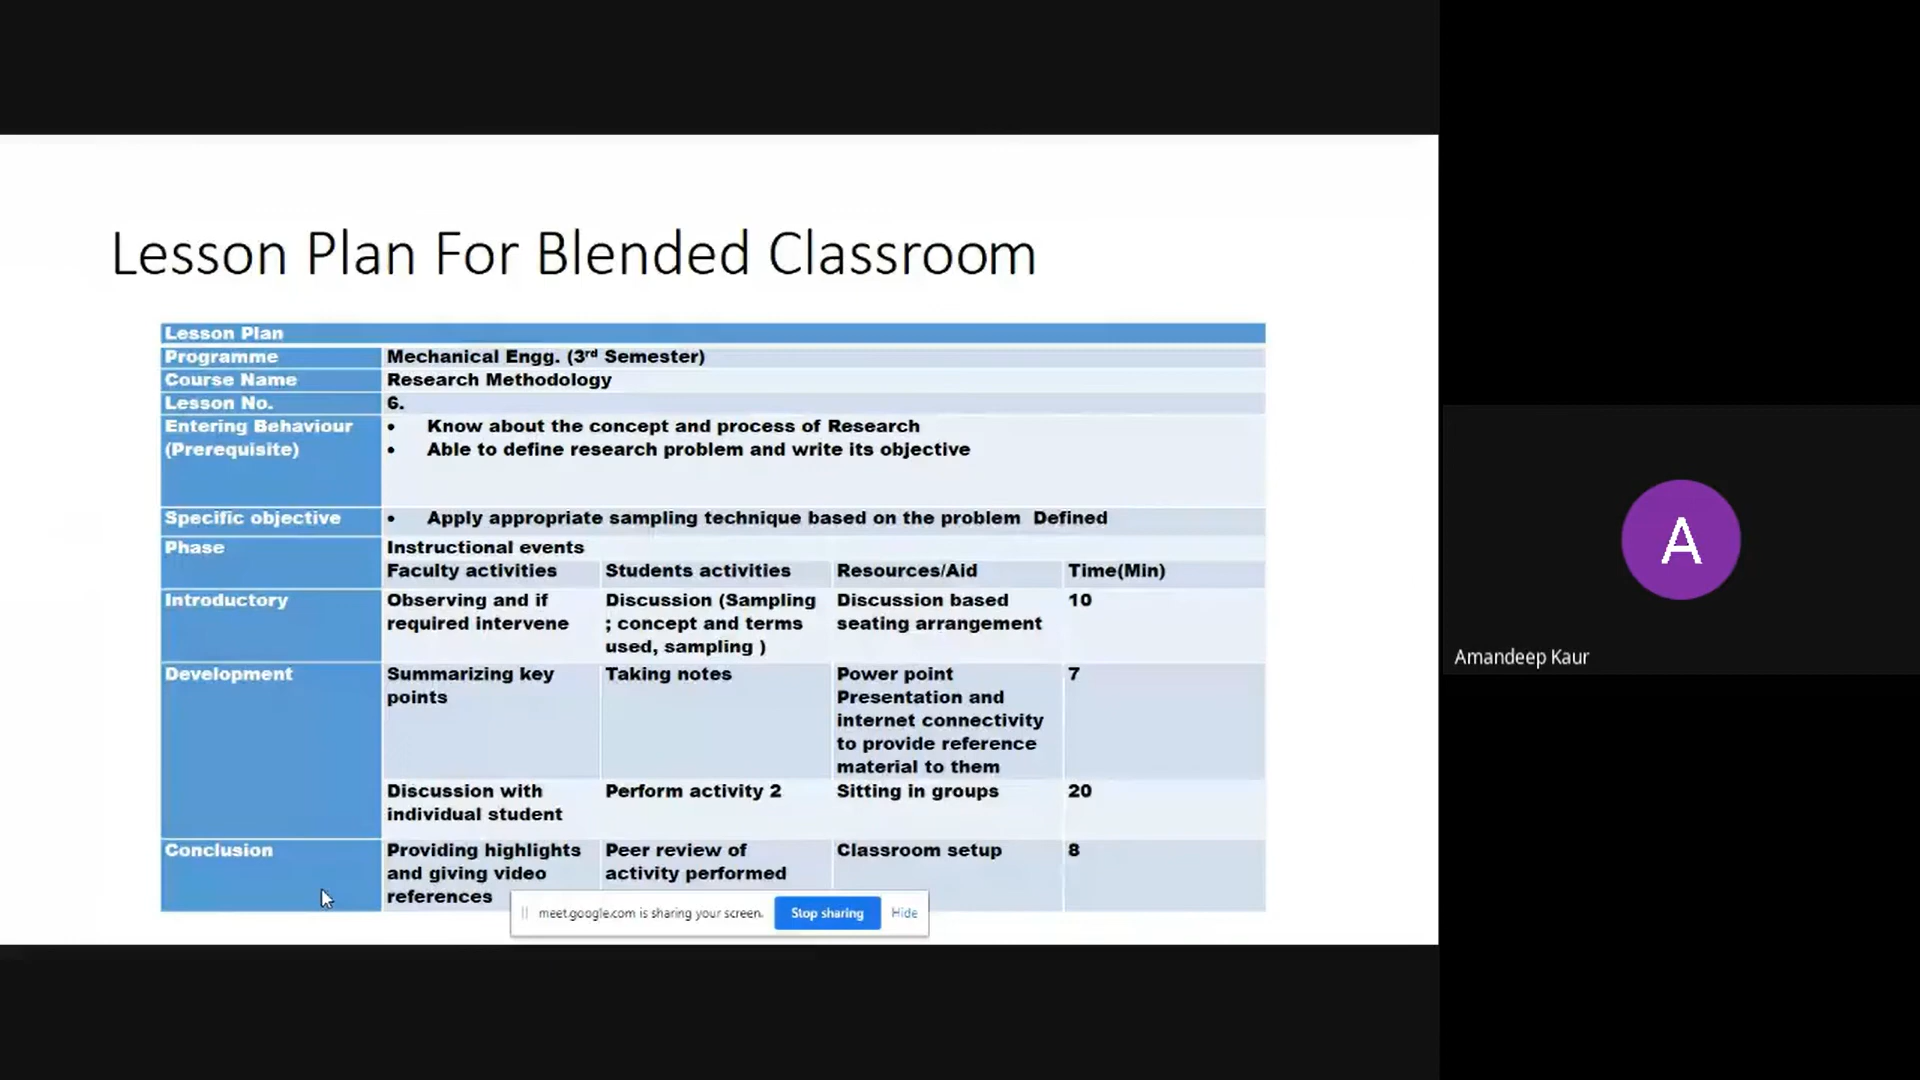 Lesson Plan For Blended Classroom
Lesson Plan
Programme Mechanical Engg. (3rd Semester)
Course Name Research Methodology
Lesson No. 6.
Entering Behaviour • Know about the concept and process of Research
(Prerequisite) • Able to define research problem and write its objective
Specific objective • Apply appropriate sampling technique based on the problem Defined
Phase Instructional events
Faculty activities Students activities Resources/Aid Time(Min)
Introductory Observing and if Discussion (Sampling Discussion based 10
required intervene ; concept and terms seating arrangement
used, sampling )
Development Summarizing key Taking notes Power point 7
points Presentation and
internet connectivity
to provide reference
material to them
Discussion with Perform activity 2 Sitting in groups 20
individual student
Conclusion Providing highlights Peer review of Classroom setup 8
and giving video activity performed
references
meet.google.com is sharing your screen. Stop sharing Hide
A
Amandeep Kaur